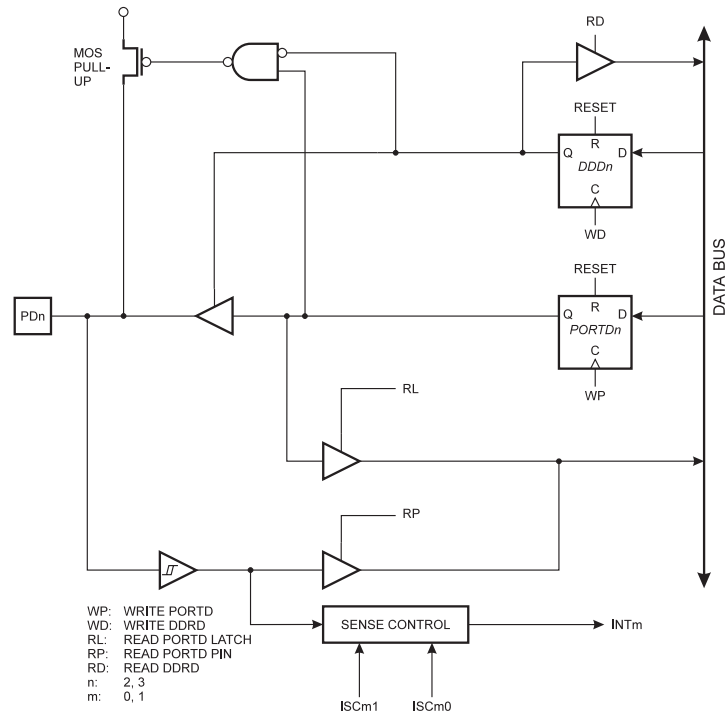 RD
MOS
PULL-
UP
RESET
R
Q
D
DDDn
C
WD
DATA BUS
RESET
PDn
R
Q
D
PORTDn
C
WP
RL
RP
WP: WRITE PORTD
WD: WRITE DDRD
RL: READ PORTD LATCH
RP: READ PORTD PIN
RD: READ DDRD
n: 2, 3
m: 0, 1
SENSE CONTROL
INTm
ISCm1
ISCm0